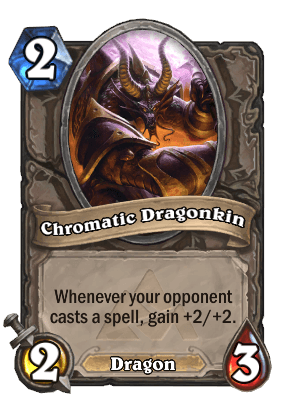 2
Chromatic Dragonkin
Whenever your opponent
casts a spell, gain +2/+2.
2
Dragon
3